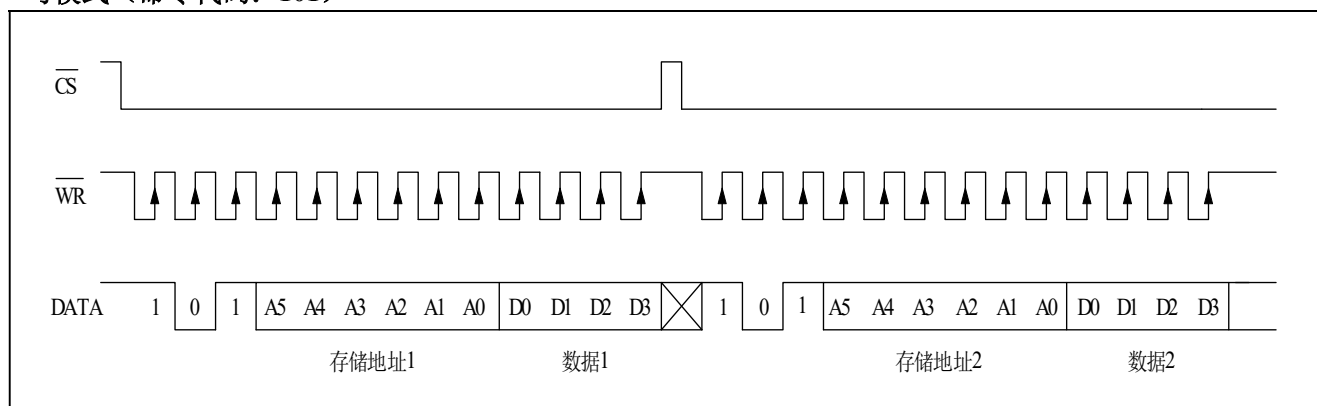 CS
WR
DATA 1 0 1 A5 A4 A3 A2 A1 A0 D0 D1 D2 D3 1 0 1 A5 A4 A3 A2 A1 A0 D0 D1 D2 D3
存储地址1 数据1 存储地址2 数据2